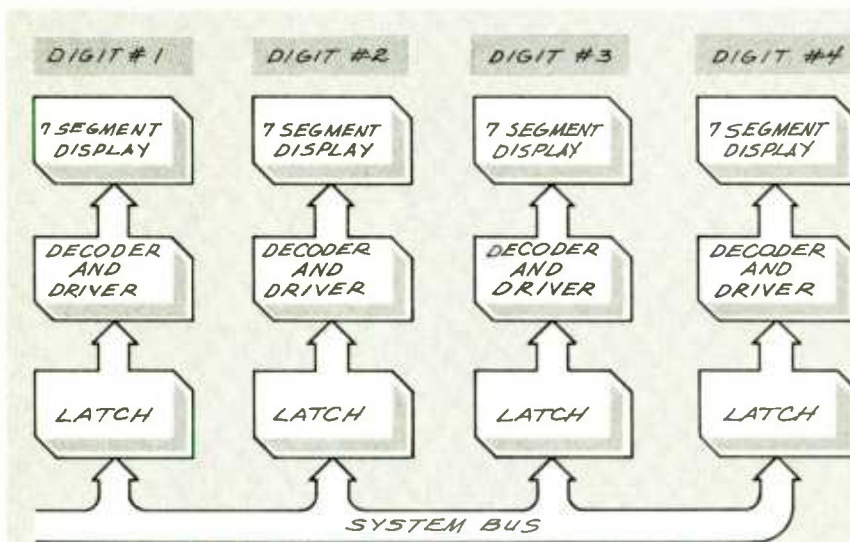 DIGIT #1 DIGIT #2 DIGIT #3 DIGIT #4
7 SEGMENT 7 SEGMENT 7 SEGMENT 7 SEGMENT
DISPLAY DISPLAY DISPLAY DISPLAY
DECODER DECODER DECODER DECODER
AND AND AND AND
DRIVER DRIVER DRIVER DRIVER
LATCH LATCH LATCH LATCH
SYSTEM BUS